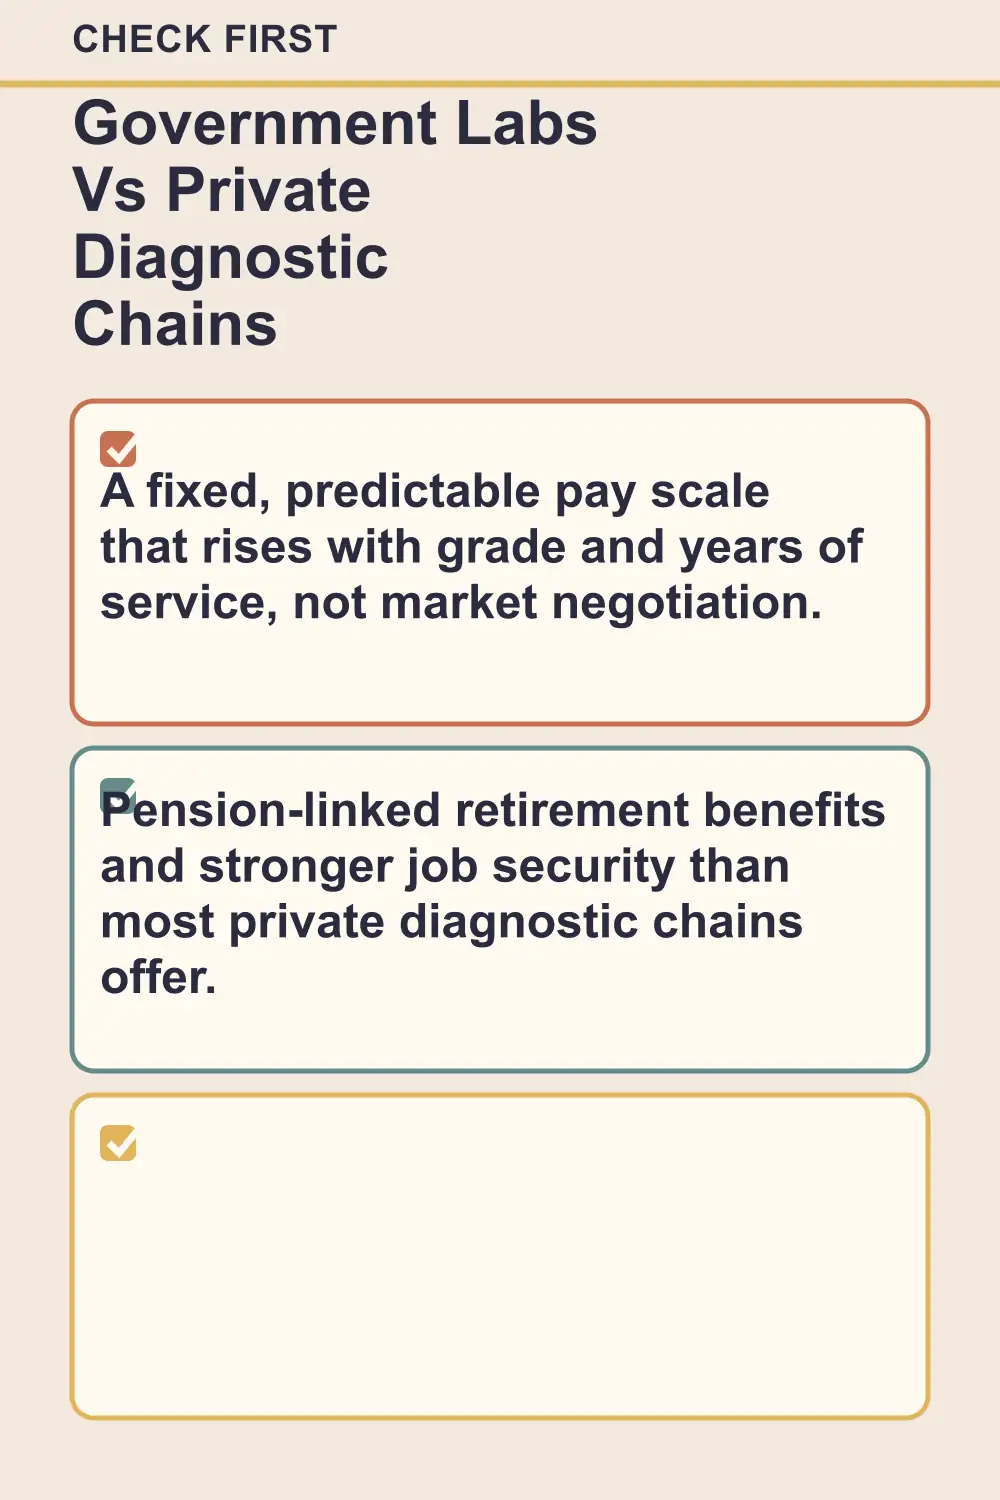 CHECK FIRST
Government Labs
Vs Private
Diagnostic
Chains
A fixed, predictable pay scale
that rises with grade and years of
service, not market negotiation.
Pension-linked retirement benefits
and stronger job security than
most private diagnostic chains
offer.